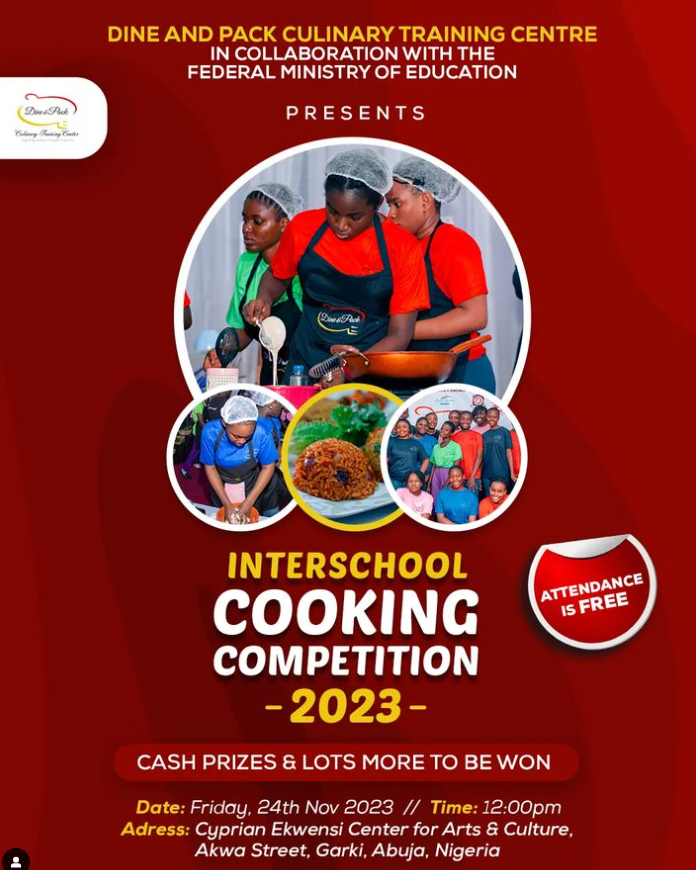 DINE AND PACK CULINARY TRAINING CENTRE
IN COLLABORATION WITH THE
FEDERAL MINISTRY OF EDUCATION
PRESENTS
Dine & Pack
Culinary Training Center
Dine & Pack
INTERSCHOOL
COOKING
COMPETITION
-2023-
ATTENDANCE
IS FREE
CASH PRIZES & LOTS MORE TO BE WON
Date: Friday, 24th Nov 2023 // Time: 12:00pm
Adress: Cyprian Ekwensi Center for Arts & Culture,
Akwa Street, Garki, Abuja, Nigeria